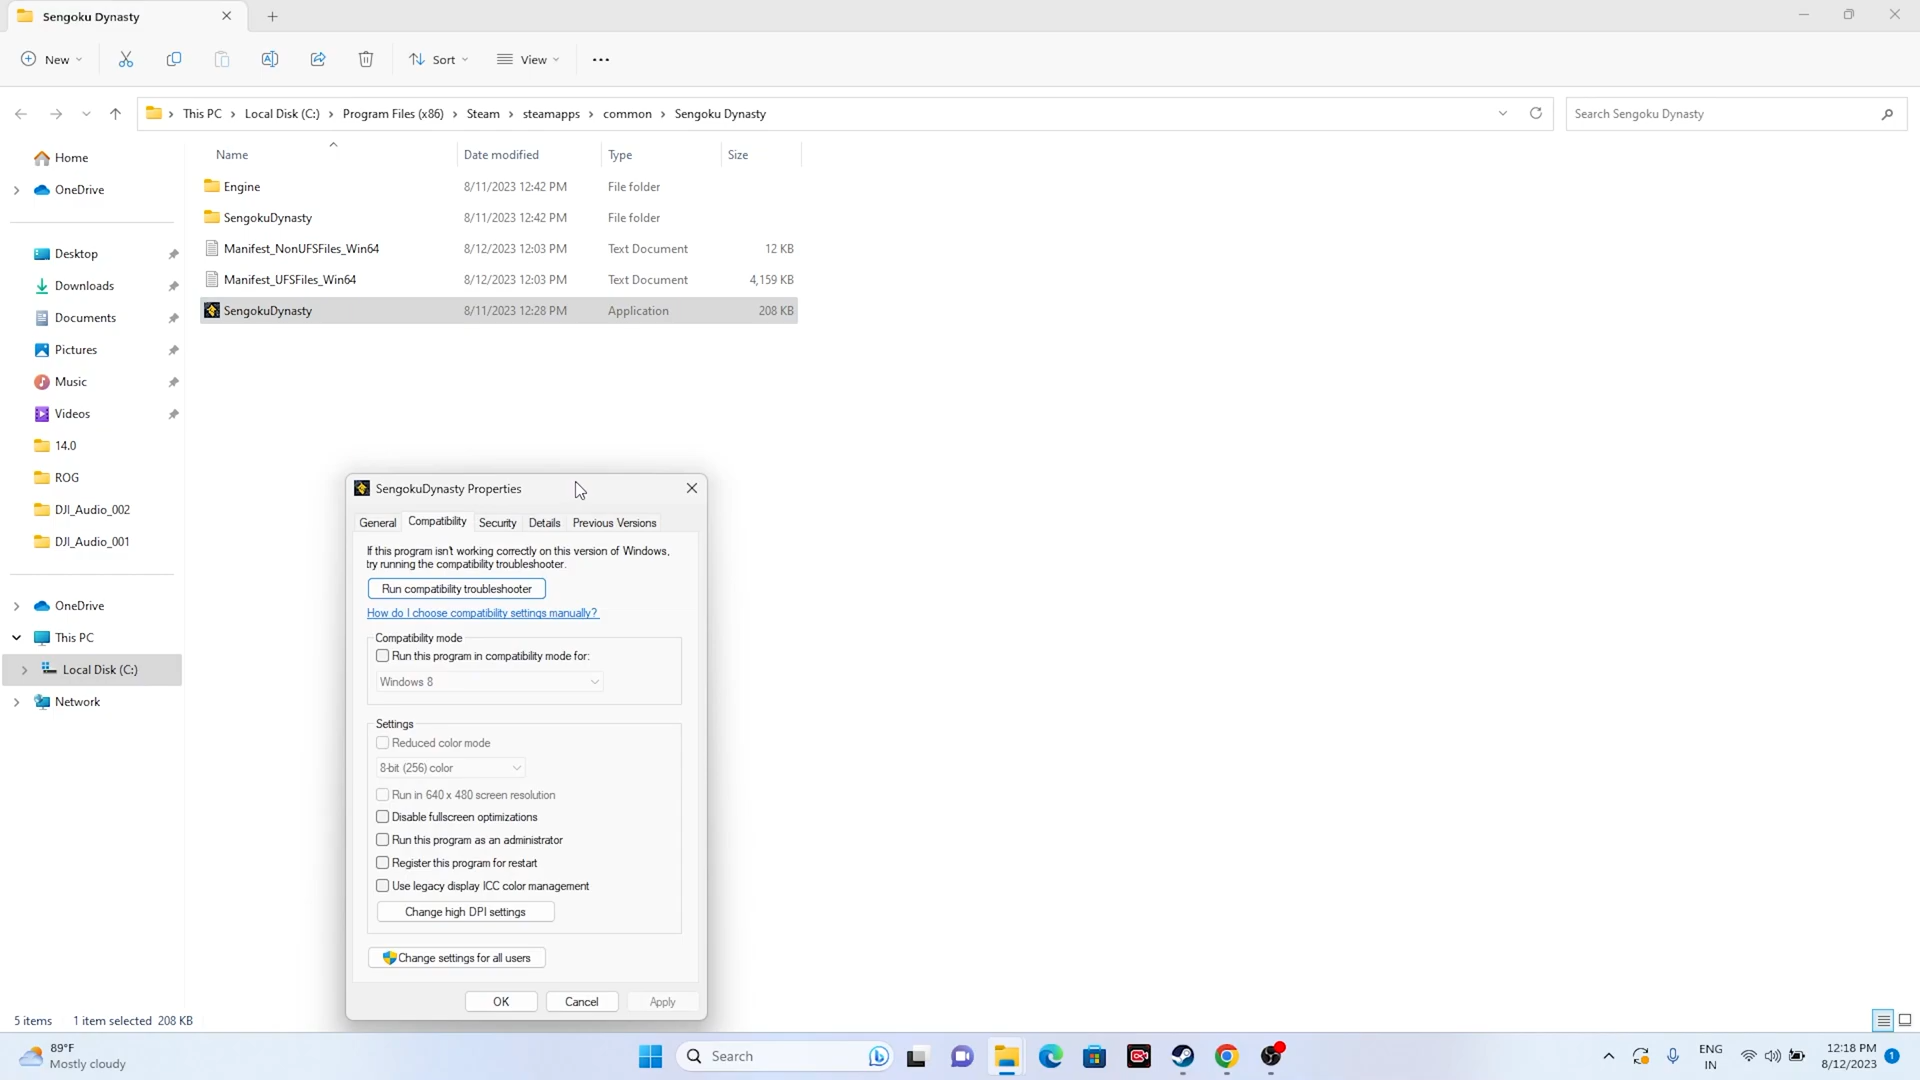 Sengoku Dynasty
New
Sort
View
This PC > Local Disk (C:) > Program Files (x86) > Steam > steamapps > common > Sengoku Dynasty
Search Sengoku Dynasty
Name Date modified Type Size
Engine 8/11/2023 12:42 PM File folder
SengokuDynasty 8/11/2023 12:42 PM File folder
Manifest_NonUFSFiles_Win64 8/12/2023 12:03 PM Text Document 12 KB
Manifest_UFSFiles_Win64 8/12/2023 12:03 PM Text Document 4,159 KB
SengokuDynasty 8/11/2023 12:28 PM Application 208 KB
Home
OneDrive
Desktop
Downloads
Documents
Pictures
Music
Videos
14.0
ROG
DJI_Audio_002
DJI_Audio_001
OneDrive
This PC
Local Disk (C:)
Network
SengokuDynasty Properties
General Compatibility Security Details Previous Versions
If this program isn't working correctly on this version of Windows,
try running the compatibility troubleshooter.
Run compatibility troubleshooter
How do I choose compatibility settings manually?
Compatibility mode
Run this program in compatibility mode for:
Windows 8
Settings
Reduced color mode
8-bit (256) color
Run in 640 x 480 screen resolution
Disable fullscreen optimizations
Run this program as an administrator
Register this program for restart
Use legacy display ICC color management
Change high DPI settings
Change settings for all users
OK Cancel Apply
5 items 1 item selected 208 KB
89°F
Mostly cloudy
Search
ENG
IN
12:18 PM
8/12/2023
1